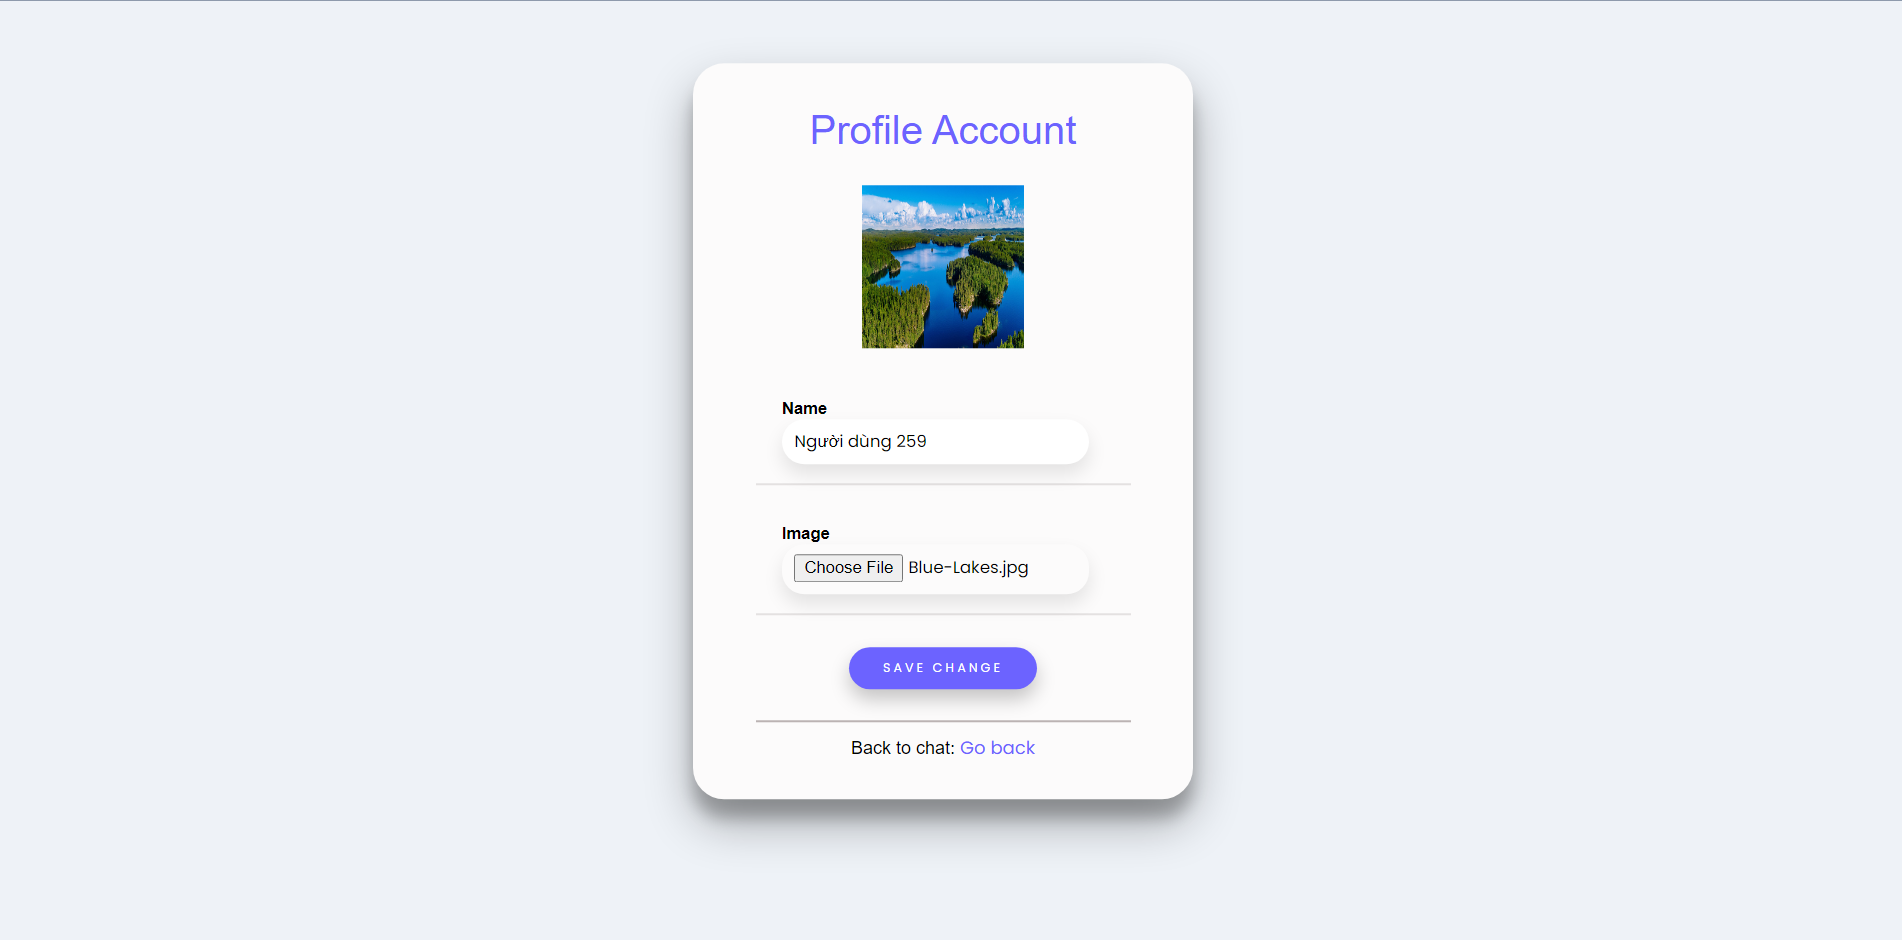 Profile Account
Name
Người dùng 259
Image
Choose File Blue-Lakes.jpg
SAVE CHANGE
Back to chat: Go back